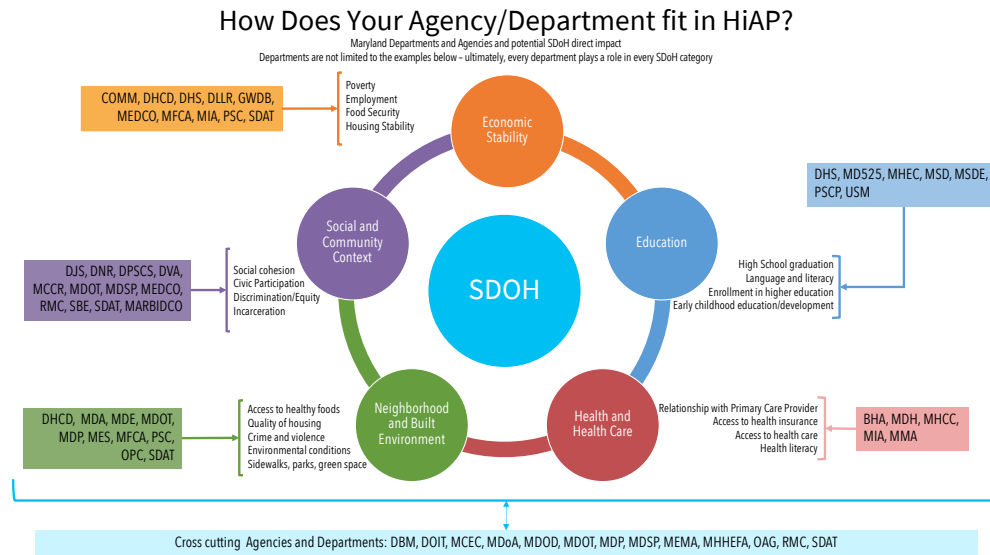 How Does Your Agency/Department fit in HiAP?
Maryland Departments and Agencies and potential SDoH direct impact
Departments are not limited to the examples below – ultimately, every department plays a role in every SDoH category
COMM, DHCD, DHS, DLLR, GWDB,
MEDCO, MFCA, MIA, PSC, SDAT
Poverty
Employment
Food Security
Housing Stability
Economic
Stability
DHS, MD525, MHEC, MSD, MSDE,
PSCP, USM
Social and
Community
Context
Education
SDOH
DJS, DNR, DPSCS, DVA,
MCCR, MDOT, MDSP, MEDCO,
RMC, SBE, SDAT, MARBIDCO
Social cohesion
Civic Participation
Discrimination/Equity
Incarceration
High School graduation
Language and literacy
Enrollment in higher education
Early childhood education/development
DHCD, MDA, MDE, MDOT,
MDP, MES, MFCA, PSC,
OPC, SDAT
Access to healthy foods
Quality of housing
Crime and violence
Environmental conditions
Sidewalks, parks, green space
Neighborhood
and Built
Environment
Health and
Health Care
Relationship with Primary Care Provider
Access to health insurance
Access to health care
Health literacy
BHA, MDH, MHCC,
MIA, MMA
Cross cutting Agencies and Departments: DBM, DOIT, MCEC, MDoA, MDOD, MDOT, MDP, MDSP, MEMA, MHHEFA, OAG, RMC, SDAT